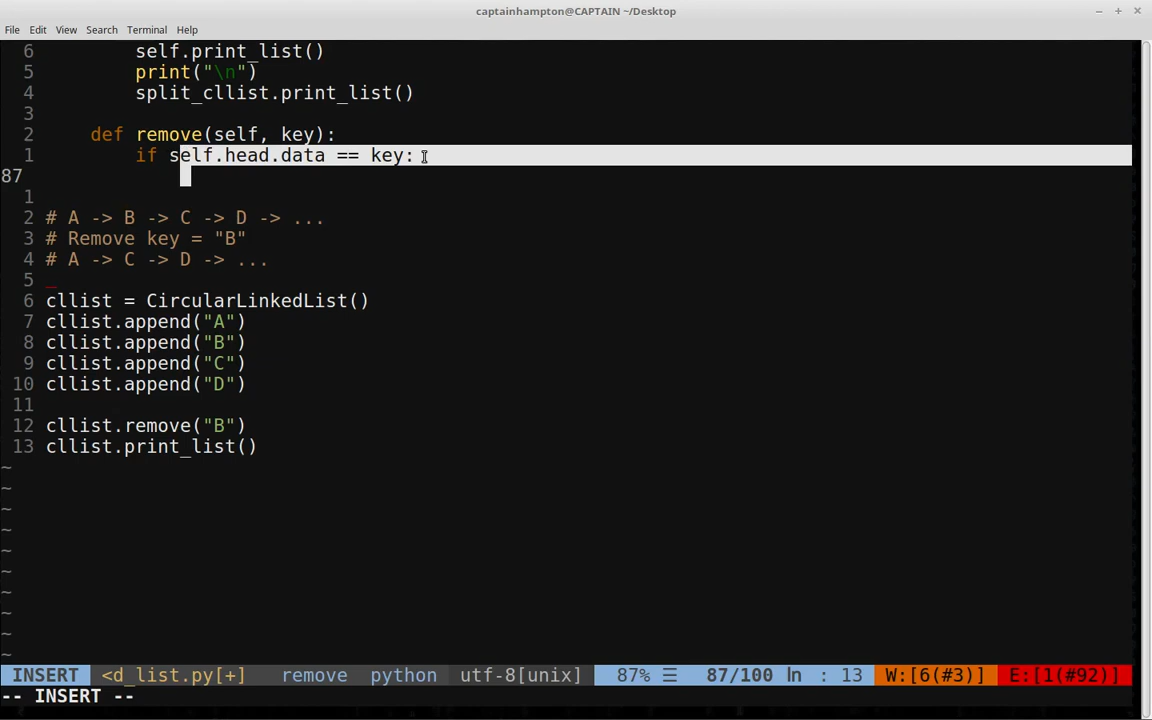 captainhampton@CAPTAIN ~/Desktop
File Edit View Search Terminal Help
6 self.print_list()
5 print("\n")
4 split_cllist.print_list()
3
2 def remove(self, key):
1 if self.head.data == key:
87
1
2 # A -> B -> C -> D -> ...
3 # Remove key = "B"
4 # A -> C -> D -> ...
5 _
6 cllist = CircularLinkedList()
7 cllist.append("A")
8 cllist.append("B")
9 cllist.append("C")
10 cllist.append("D")
11
12 cllist.remove("B")
13 cllist.print_list()
~
~
~
~
~
~
~
~
~
~
INSERT <d_list.py[+] remove python utf-8[unix] 87% ☰ 87/100 ln : 13 W:[6(#3)] E:[1(#92)]
-- INSERT --